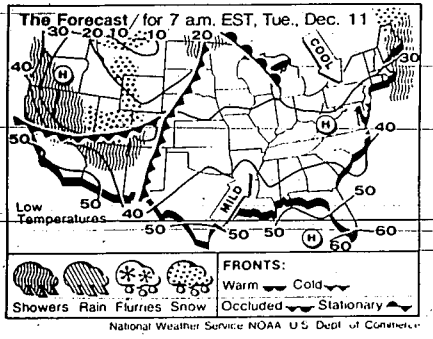 The Forecast / for 7 a.m. EST, Tue., Dec. 11
30 -20 -10 10 -10 20
COOL
30
40
H
H
40
50
50
MILD
50
40
Low
Temperatures
50 50 50
H
60
60
FRONTS:
Warm Cold
Showers Rain Flurries Snow
Occluded Stationary
National Weather Service NOAA U S Dept of Commerce